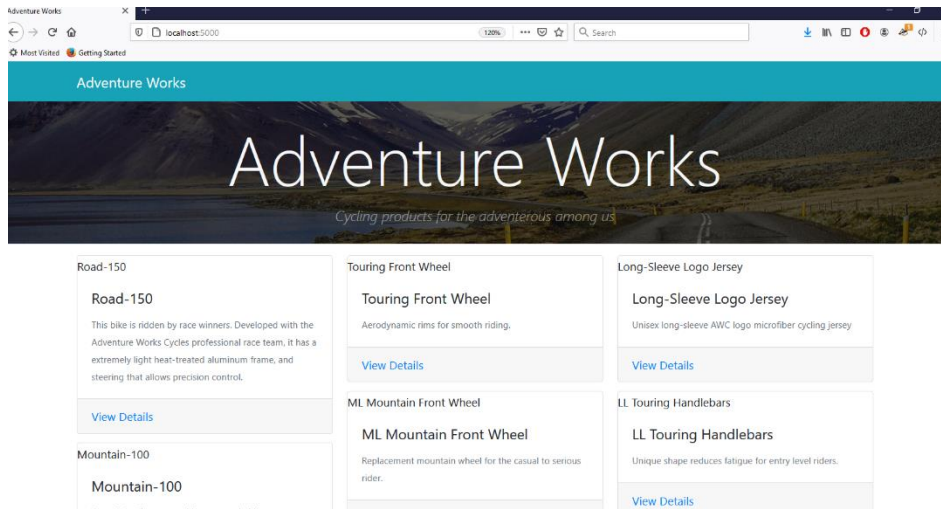 Adventure Works
localhost:5000
120%
Search
Most Visited
Getting Started
Adventure Works
Adventure Works
Cycling products for the adventerous among us
Road-150
Road-150
This bike is ridden by race winners. Developed with the
Adventure Works Cycles professional race team, it has a
extremely light heat-treated aluminum frame, and
steering that allows precision control.
View Details
Mountain-100
Mountain-100
Touring Front Wheel
Touring Front Wheel
Aerodynamic rims for smooth riding.
View Details
ML Mountain Front Wheel
ML Mountain Front Wheel
Replacement mountain wheel for the casual to serious
rider.
Long-Sleeve Logo Jersey
Long-Sleeve Logo Jersey
Unisex long-sleeve AWC logo microfiber cycling jersey
View Details
LL Touring Handlebars
LL Touring Handlebars
Unique shape reduces fatigue for entry level riders.
View Details